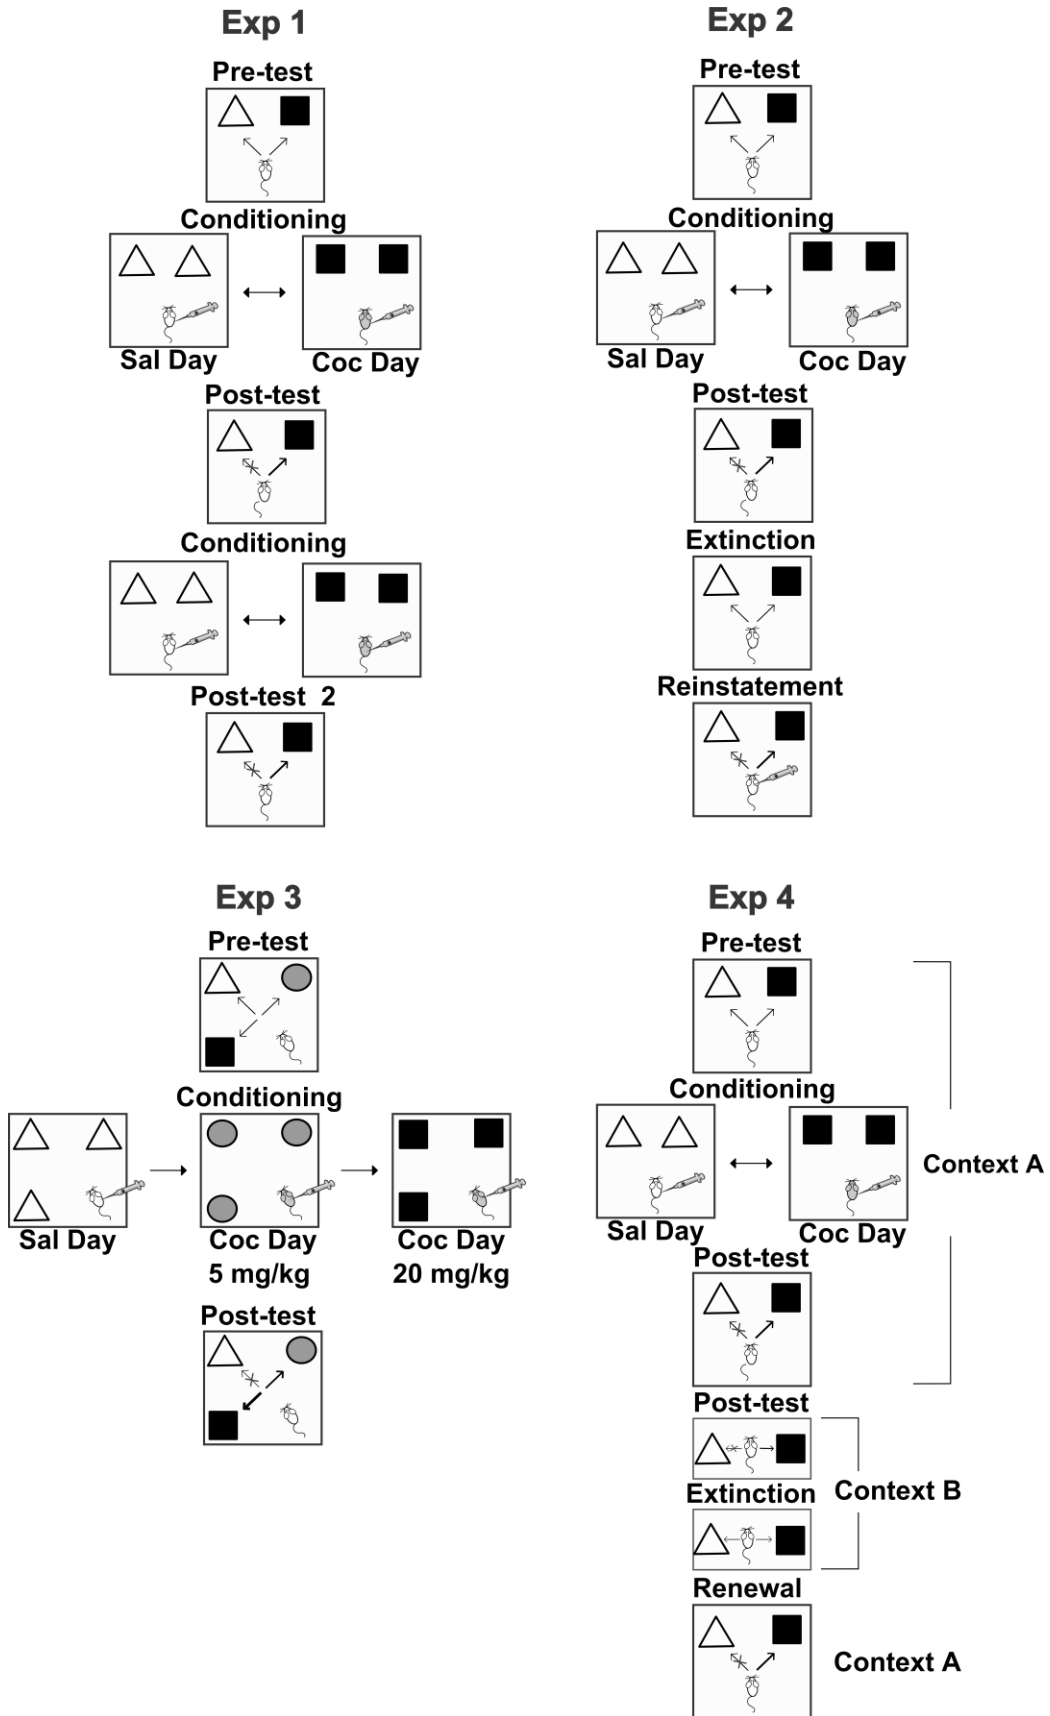 Exp 1
Pre-test
Conditioning
Sal Day
Coc Day
Post-test
Conditioning
Post-test 2
Exp 2
Pre-test
Conditioning
Sal Day
Coc Day
Post-test
Extinction
Reinstatement
Exp 3
Pre-test
Conditioning
Sal Day
Coc Day
5 mg/kg
Coc Day
20 mg/kg
Post-test
Exp 4
Pre-test
Conditioning
Sal Day
Coc Day
Context A
Post-test
Post-test
Extinction
Context B
Renewal
Context A